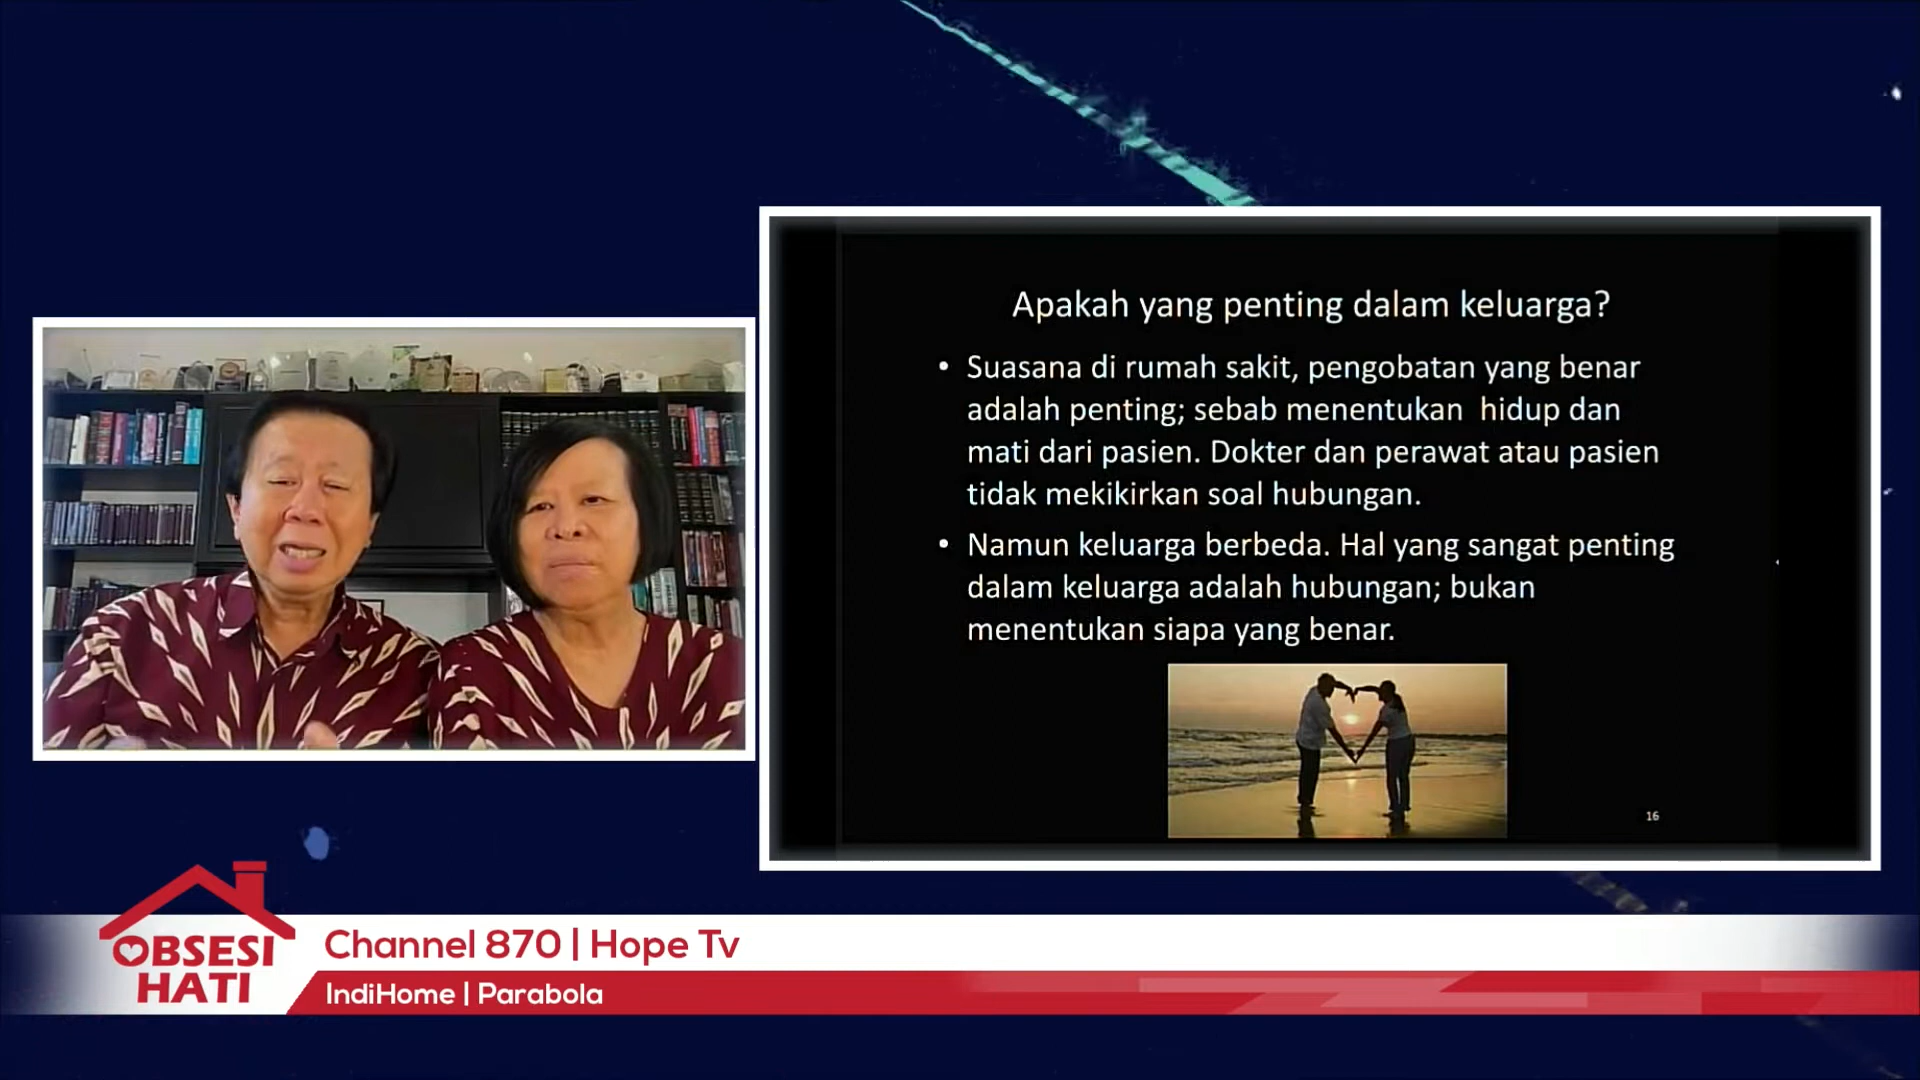 Apakah yang penting dalam keluarga?
• Suasana di rumah sakit, pengobatan yang benar
adalah penting; sebab menentukan hidup dan
mati dari pasien. Dokter dan perawat atau pasien
tidak mekikirkan soal hubungan.
• Namun keluarga berbeda. Hal yang sangat penting
dalam keluarga adalah hubungan; bukan
menentukan siapa yang benar.
16
OBSESI
HATI
Channel 870 | Hope Tv
IndiHome | Parabola